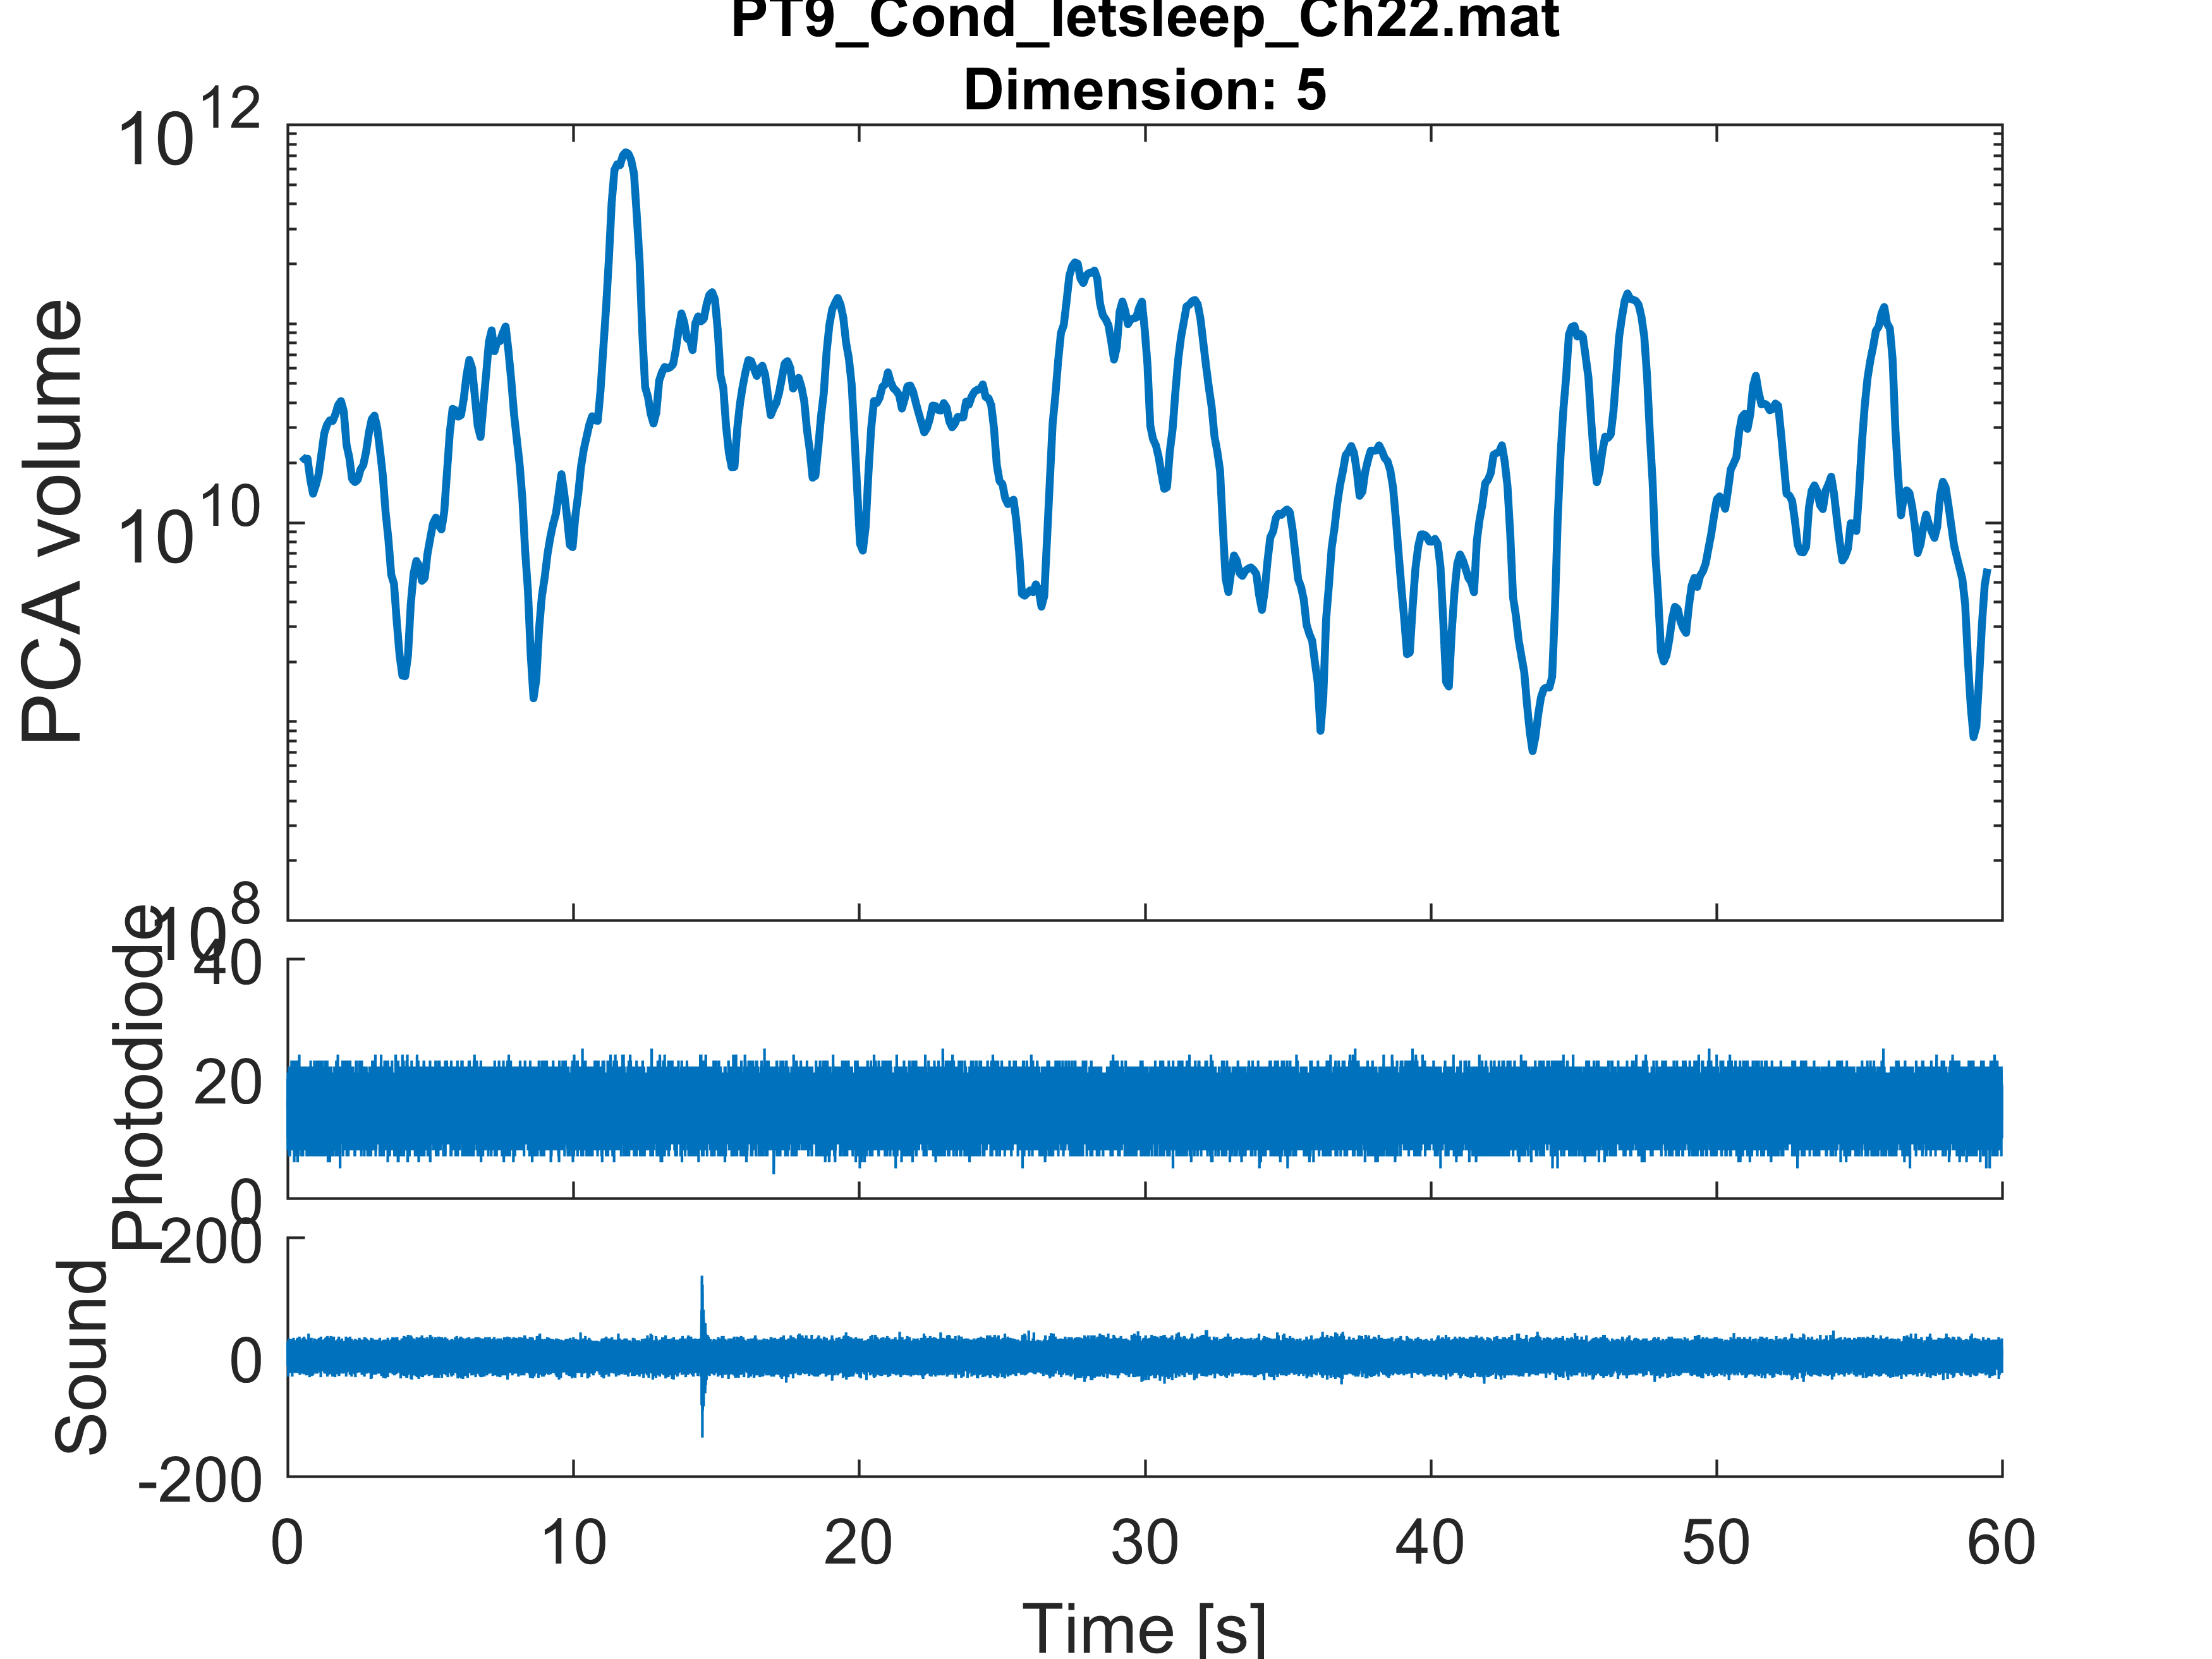 PT9_Cond_letsleep_Ch22.mat
Dimension: 5
PCA volume
10^12
10^10
10^8
Photodiode
40
20
0
Sound
200
0
-200
0 10 20 30 40 50 60
Time [s]